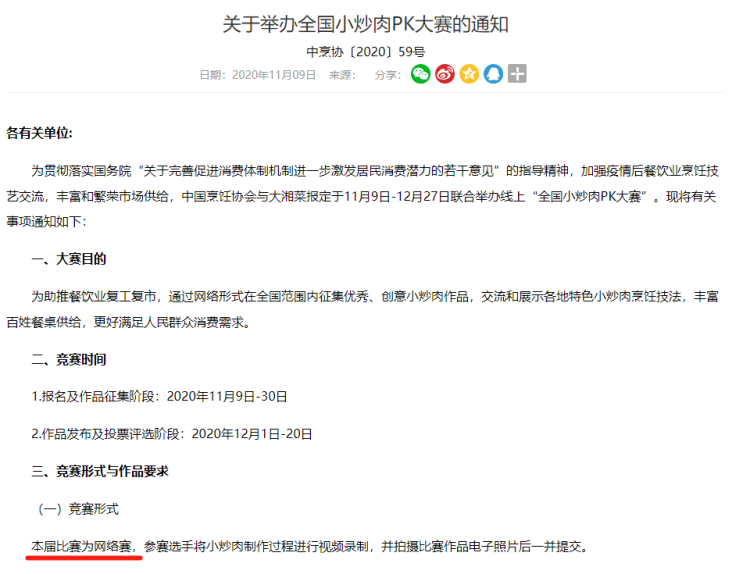 关于举办全国小炒肉PK大赛的通知
中烹协〔2020〕59号
日期：2020年11月09日 来源： 分享：
各有关单位:
为贯彻落实国务院“关于完善促进消费体制机制进一步激发居民消费潜力的若干意见”的指导精神，加强疫情后餐饮业烹饪技
艺交流，丰富和繁荣市场供给，中国烹饪协会与大湘菜报定于11月9日-12月27日联合举办线上“全国小炒肉PK大赛”。现将有关
事项通知如下：
一、大赛目的
为助推餐饮业复工复市，通过网络形式在全国范围内征集优秀、创意小炒肉作品，交流和展示各地特色小炒肉烹饪技法，丰富
百姓餐桌供给，更好满足人民群众消费需求。
二、竞赛时间
1.报名及作品征集阶段：2020年11月9日-30日
2.作品发布及投票评选阶段：2020年12月1日-20日
三、竞赛形式与作品要求
（一）竞赛形式
本届比赛为网络赛，参赛选手将小炒肉制作过程进行视频录制，并拍摄比赛作品电子照片后一并提交。